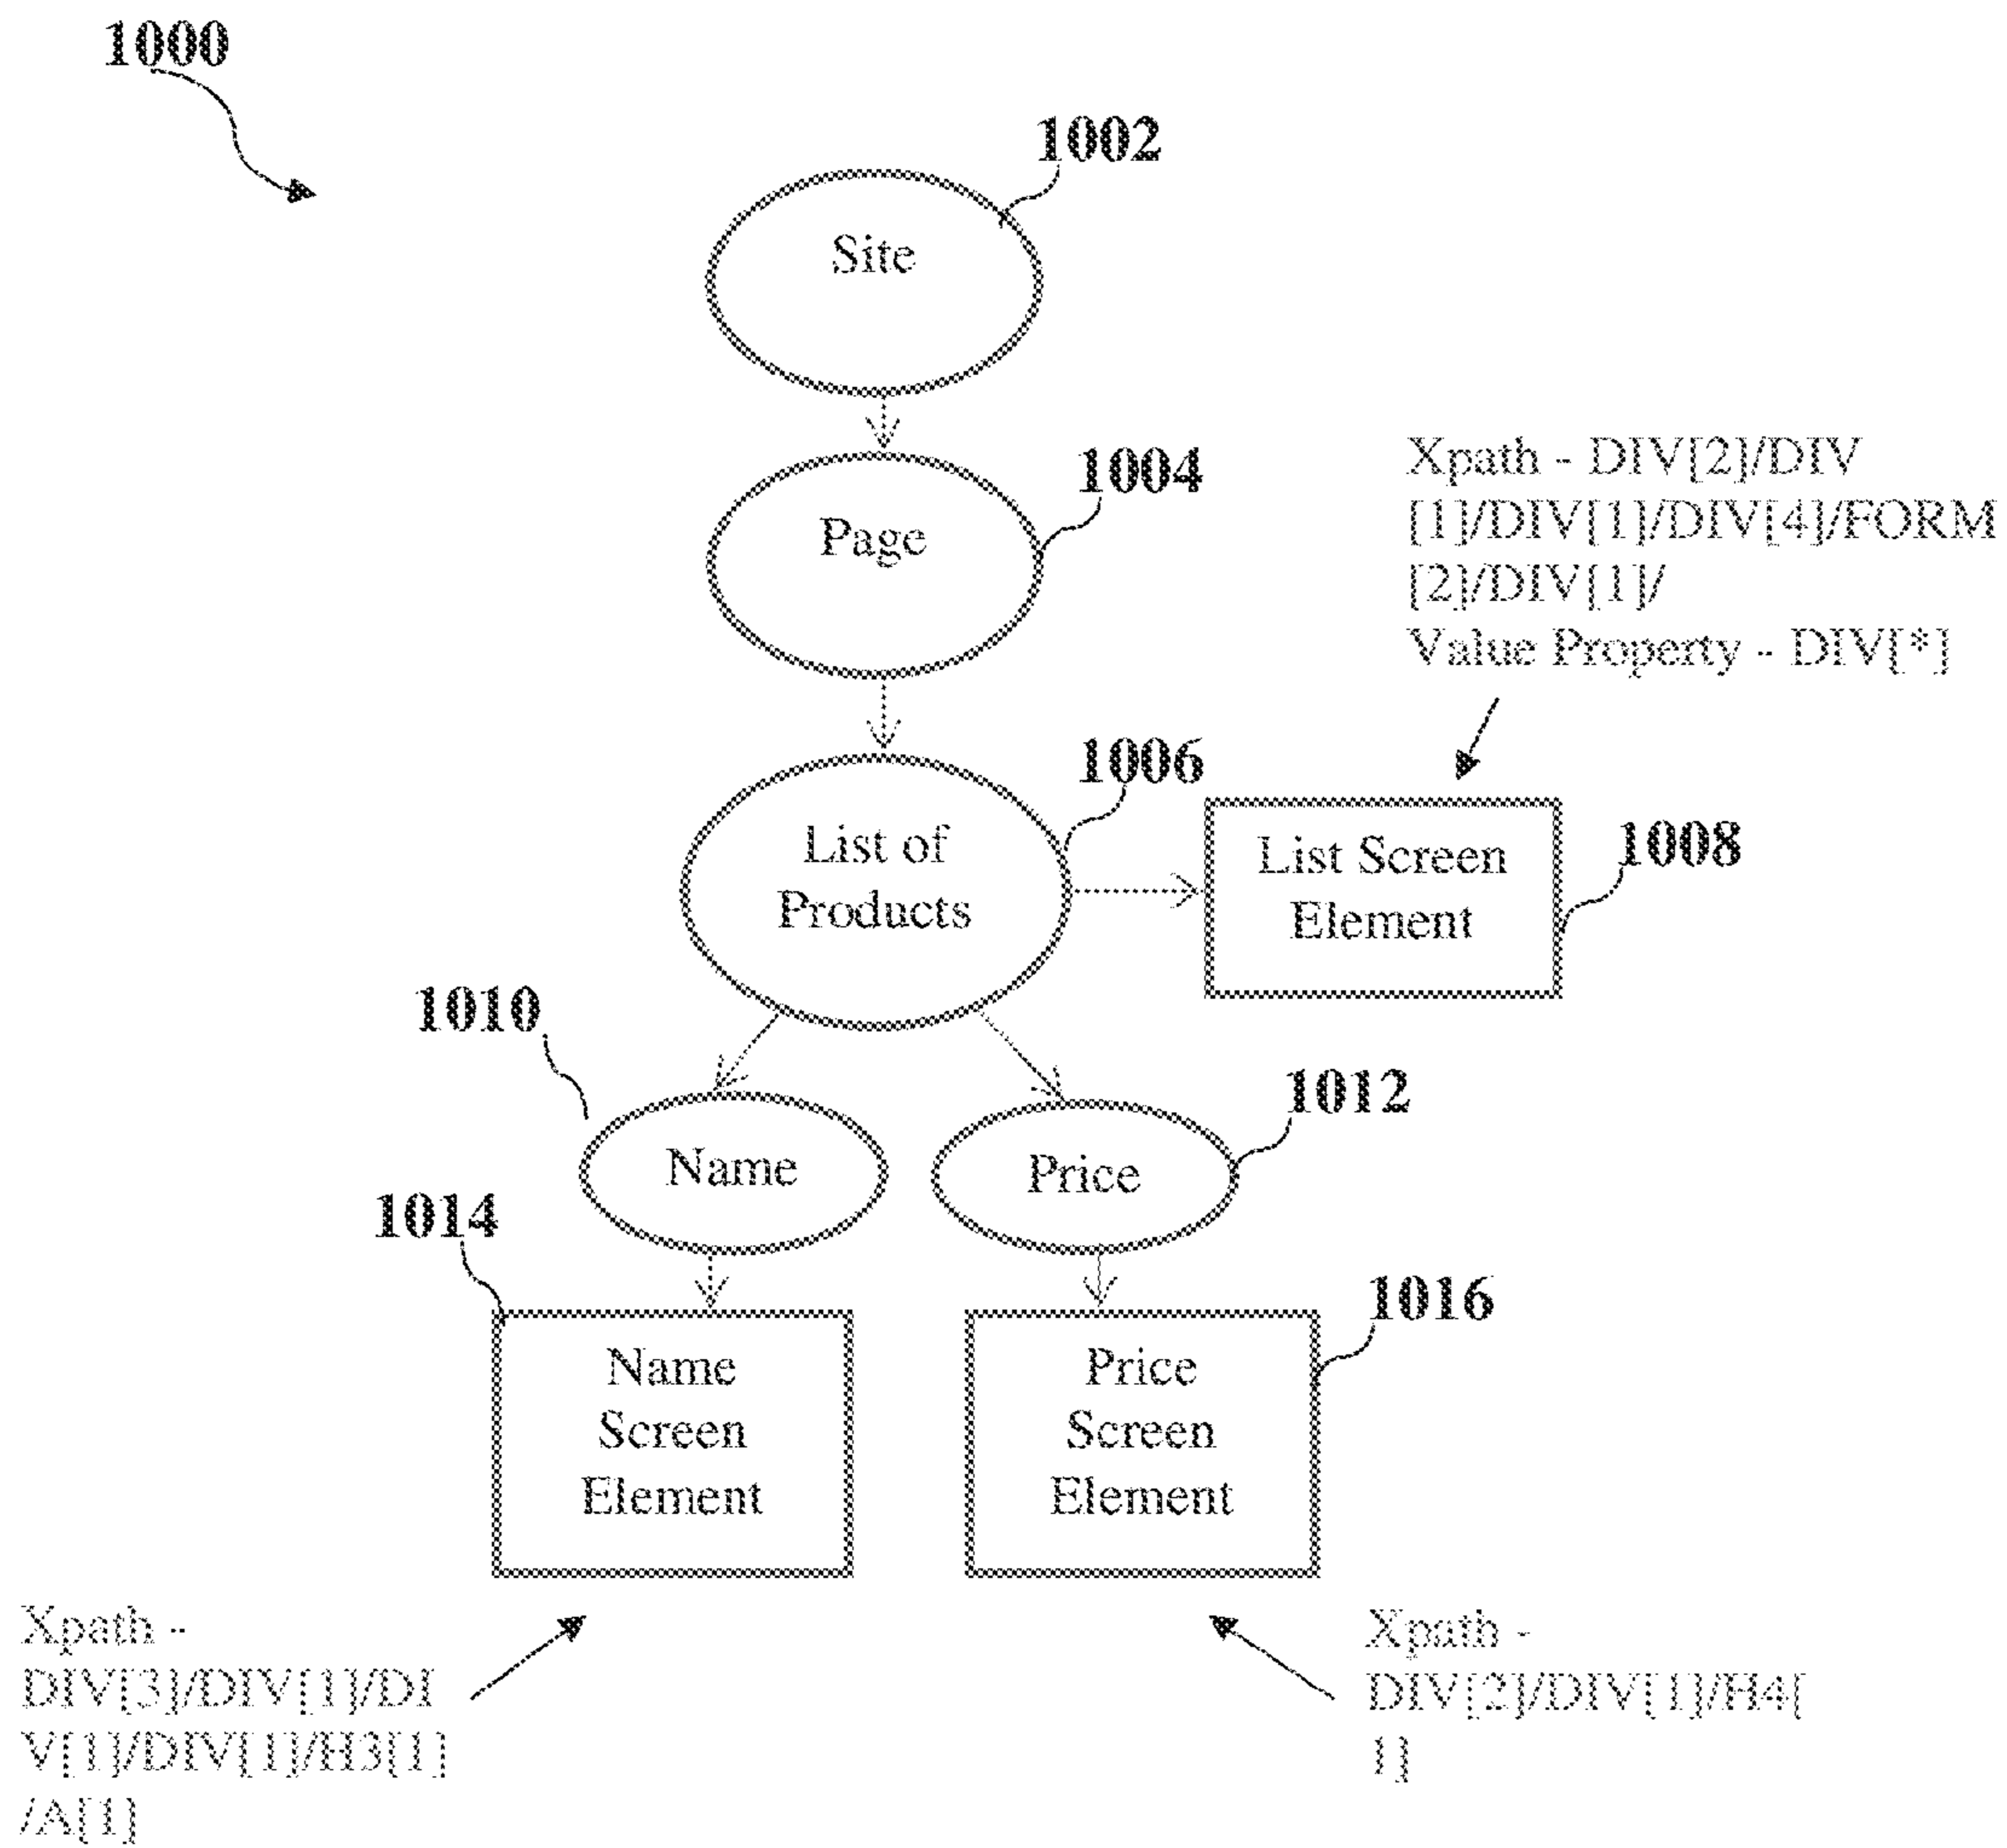 1000
1002
Site
1004
Page
Xpath - DIV[2]/DIV
[1]/DIV[1]/DIV[4]/FORM
[2]/DIV[1]/
Value Property - DIV[*]
1006
List of
Products
1008
List Screen
Element
1010
Name
1012
Price
1014
Name
Screen
Element
1016
Price
Screen
Element
Xpath -
DIV[3]/DIV[1]/DI
V[1]/DIV[1]/H3[1]
/A[1]
Xpath -
DIV[2]/DIV[1]/H4[
1]